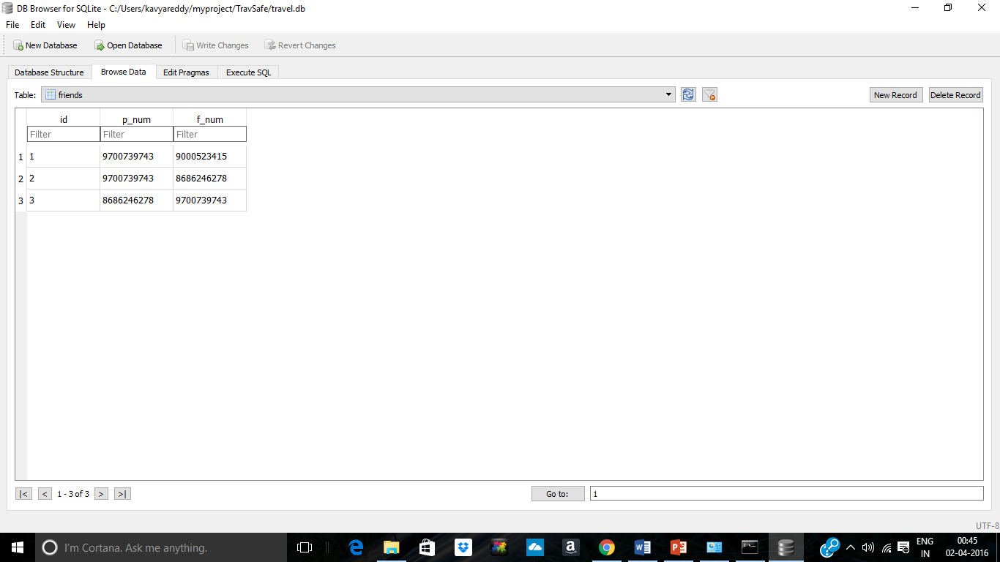 DB Browser for SQLite - C:/Users/kavyareddy/myproject/TravSafe/travel.db
File Edit View Help
New Database Open Database Write Changes Revert Changes
Database Structure Browse Data Edit Pragmas Execute SQL
Table: friends New Record Delete Record
id p_num f_num
Filter Filter Filter
1 1 9700739743 9000523415
2 2 9700739743 8686246278
3 3 8686246278 9700739743
|< < 1 - 3 of 3 > >| Go to: 1
UTF-8
I'm Cortana. Ask me anything.
ENG 00:45
IN 02-04-2016